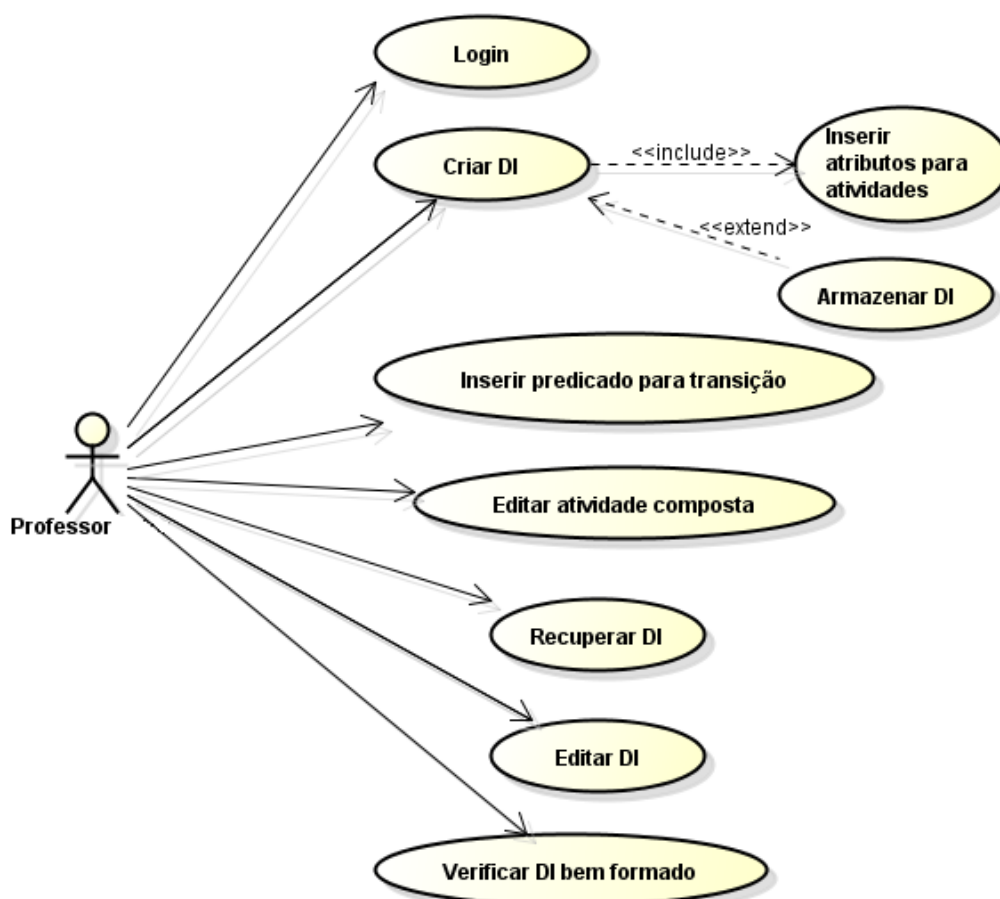 Login
Criar DI
<<include>>
Inserir
atributos para
atividades
<<extend>>
Armazenar DI
Inserir predicado para transição
Professor
Editar atividade composta
Recuperar DI
Editar DI
Verificar DI bem formado